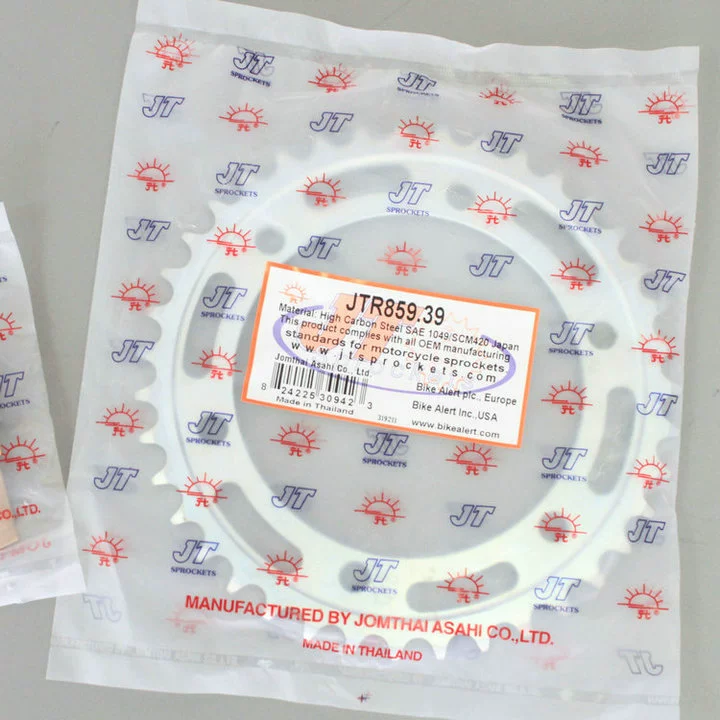 JT
SPROCKETS
JTR859.39
Material: High Carbon Steel SAE 1049/SCM420 Japan
This product complies with all OEM manufacturing
standards for motorcycle sprockets
www.jtsprockets.com
Jomthai Asahi Co., Ltd.
8 24225 30942 3
Made in Thailand
319211
Bike Alert plc., Europe
Bike Alert Inc.,USA
www.bikealert.com
MANUFACTURED BY JOMTHAI ASAHI CO.,LTD.
MADE IN THAILAND
CO.,LTD.